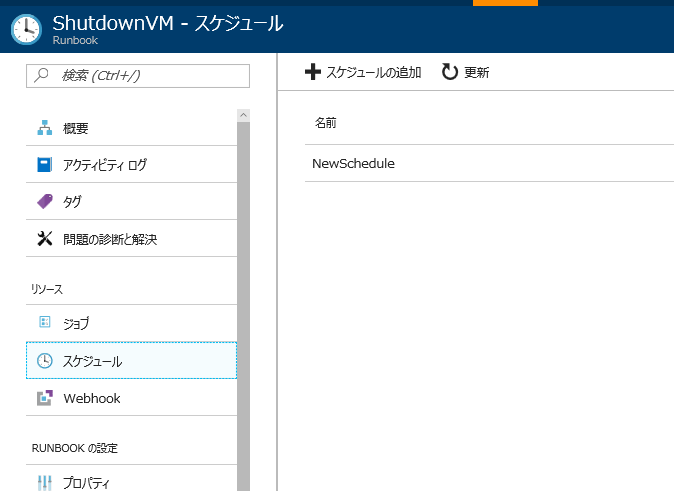 ShutdownVM - スケジュール
Runbook
検索 (Ctrl+/)
概要
アクティビティ ログ
タグ
問題の診断と解決
リソース
ジョブ
スケジュール
Webhook
RUNBOOK の設定
プロパティ
スケジュールの追加
更新
名前
NewSchedule